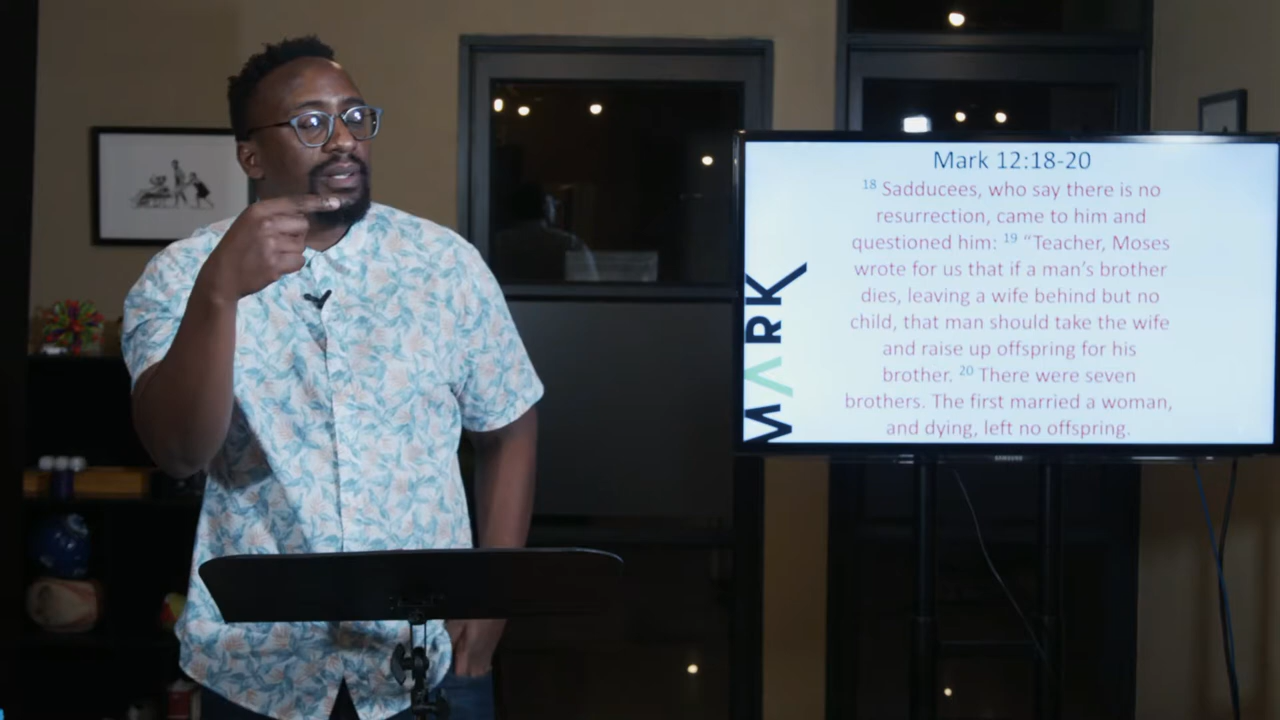 Mark 12:18-20
18 Sadducees, who say there is no
resurrection, came to him and
questioned him: 19 “Teacher, Moses
wrote for us that if a man’s brother
dies, leaving a wife behind but no
child, that man should take the wife
and raise up offspring for his
brother. 20 There were seven
brothers. The first married a woman,
and dying, left no offspring.
MARK
SAMSUNG